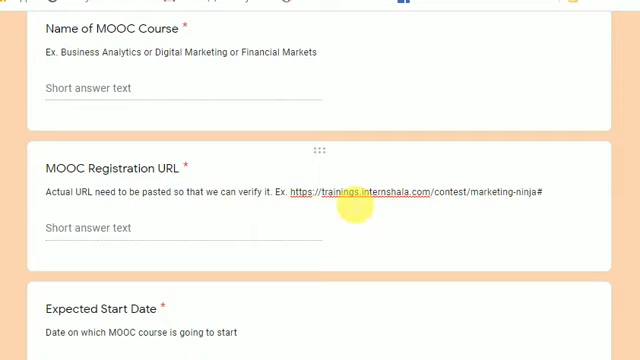 Name of MOOC Course *
Ex. Business Analytics or Digital Marketing or Financial Markets
Short answer text
MOOC Registration URL *
Actual URL need to be pasted so that we can verify it. Ex. https://trainings.internshala.com/contest/marketing-ninja#
Short answer text
Expected Start Date *
Date on which MOOC course is going to start